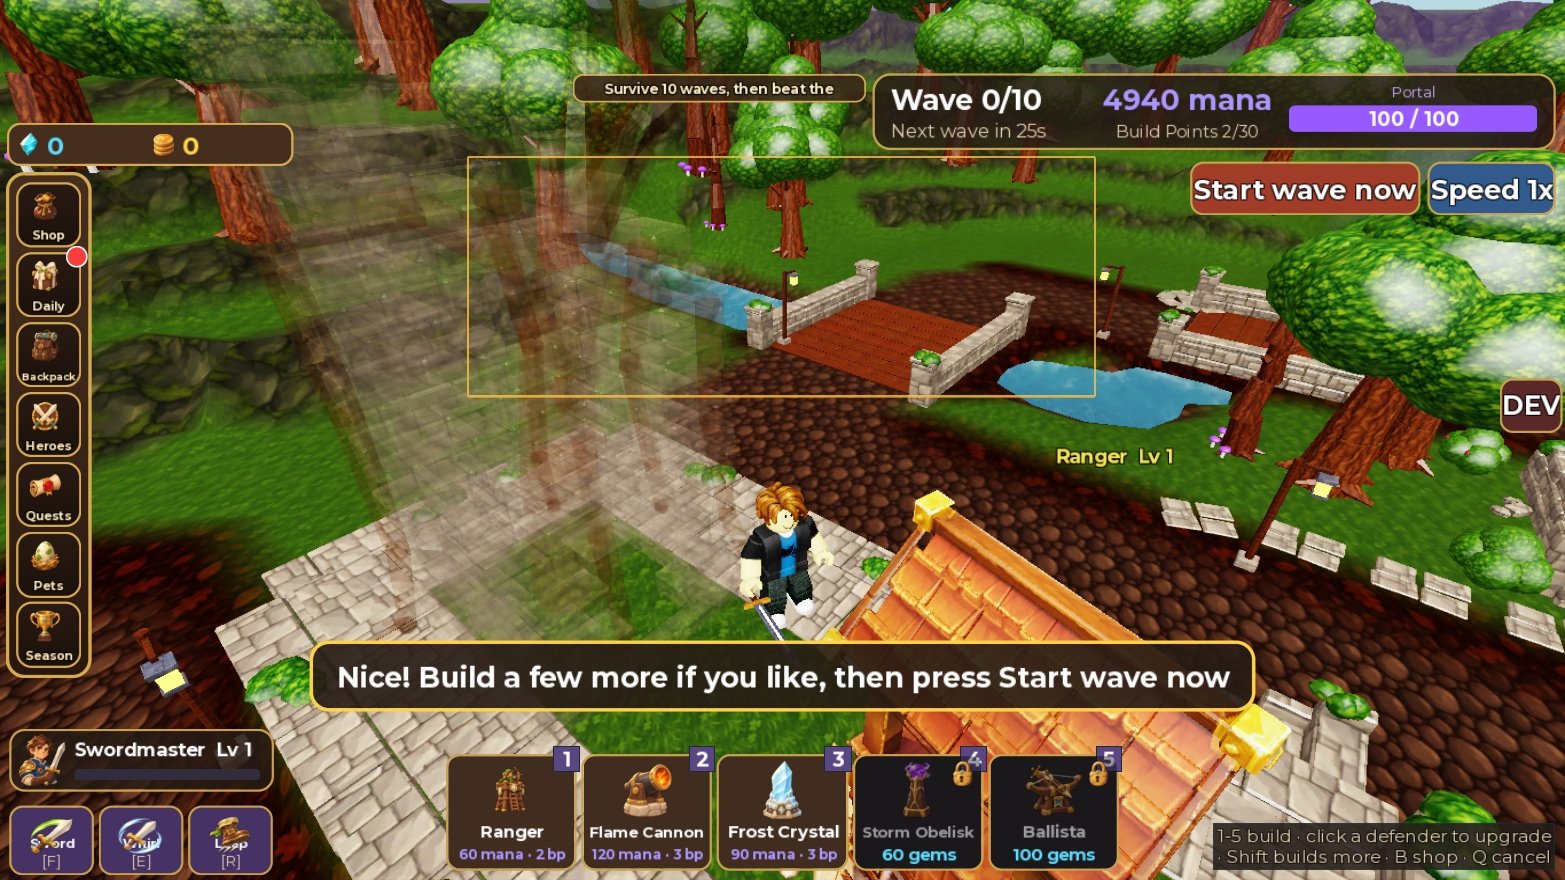 Survive 10 waves, then beat the
Wave 0/10
Next wave in 25s
4940 mana
Build Points 2/30
Portal
100 / 100
0
0
Start wave now
Speed 1x
Shop
Daily
Backpack
Heroes
Quests
Pets
Season
DEV
Ranger Lv 1
Nice! Build a few more if you like, then press Start wave now
Swordmaster Lv 1
Sword
[F]
Whirl
[E]
Leap
[R]
1
Ranger
60 mana · 2 bp
2
Flame Cannon
120 mana · 3 bp
3
Frost Crystal
90 mana · 3 bp
4
Storm Obelisk
60 gems
5
Ballista
100 gems
1-5 build · click a defender to upgrade
· Shift builds more · B shop · Q cancel